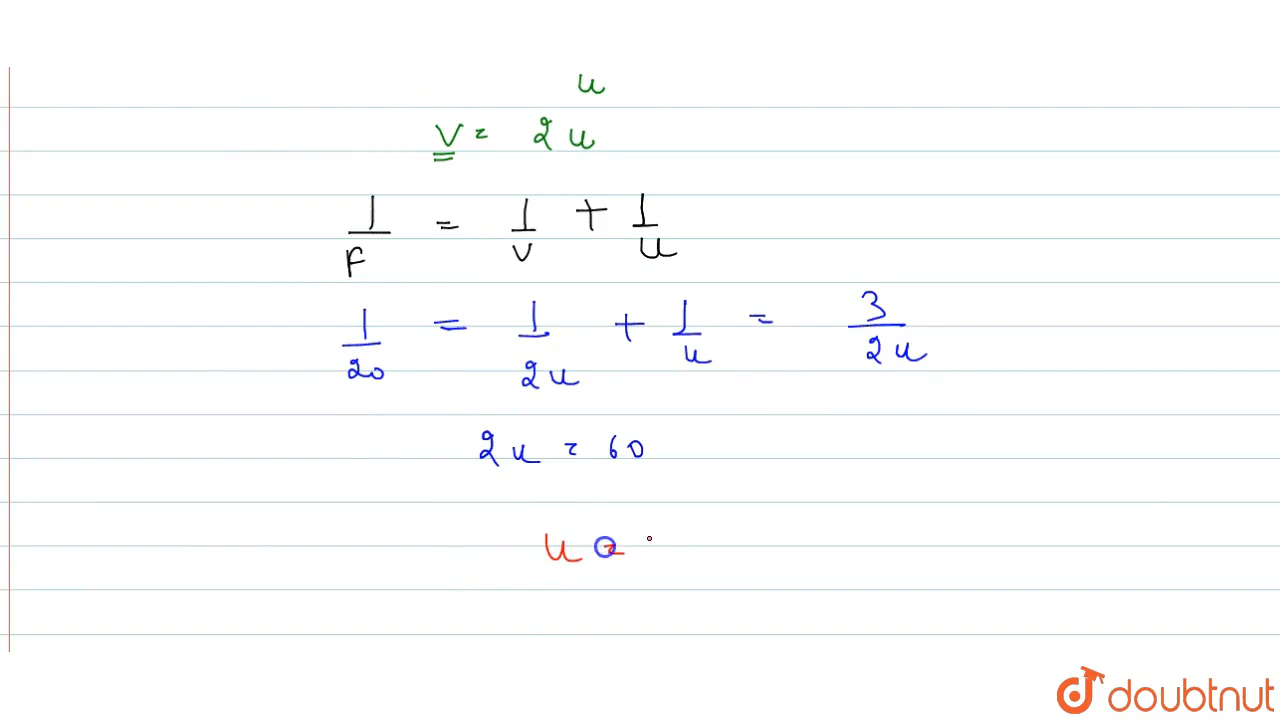 u
V = 2u
1/F = 1/V + 1/u
1/20 = 1/2u + 1/u = 3/2u
2u = 60
u =
doubtnut